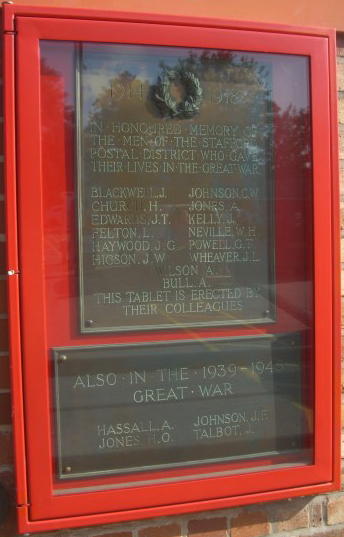 1914 1918
IN HONOURED MEMORY OF
THE MEN OF THE STAFFORD
POSTAL DISTRICT WHO GAVE
THEIR LIVES IN THE GREAT WAR
BLACKWELL.J. JOHNSON.C.W.
CHURM.H. JONES.A.
EDWARDS.J.T. KELLY.J.
FELTON.L. NEVILLE.W.H.
HAYWOOD.J.G. POWELL.G.T.
HIGSON.J.W. WHEAVER.J.L.
WILSON A.
BULL.A.
THIS TABLET IS ERECTED BY
THEIR COLLEAGUES
ALSO · IN · THE · 1939-1945
GREAT · WAR
HASSALL.A. JOHNSON.J.F.
JONES.H.O. TALBOT.J.